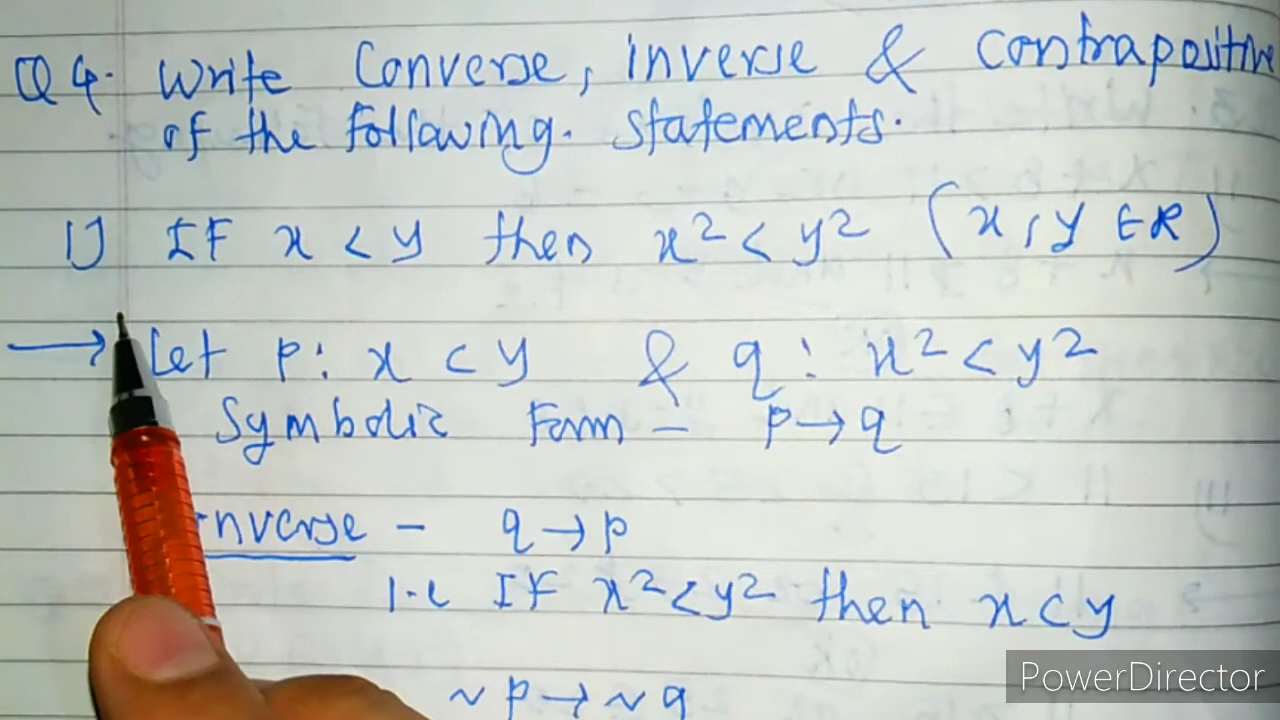 Q 4. Write Converse, inverse & contrapositive
of the following. statements.
1) IF x < y then x² < y² (x, y ∈ R)
→ Let p: x < y & q: x² < y²
Symbolic Form - p → q
nverse - q → p
i.e IF x² < y² then x < y
~p → ~q
PowerDirector